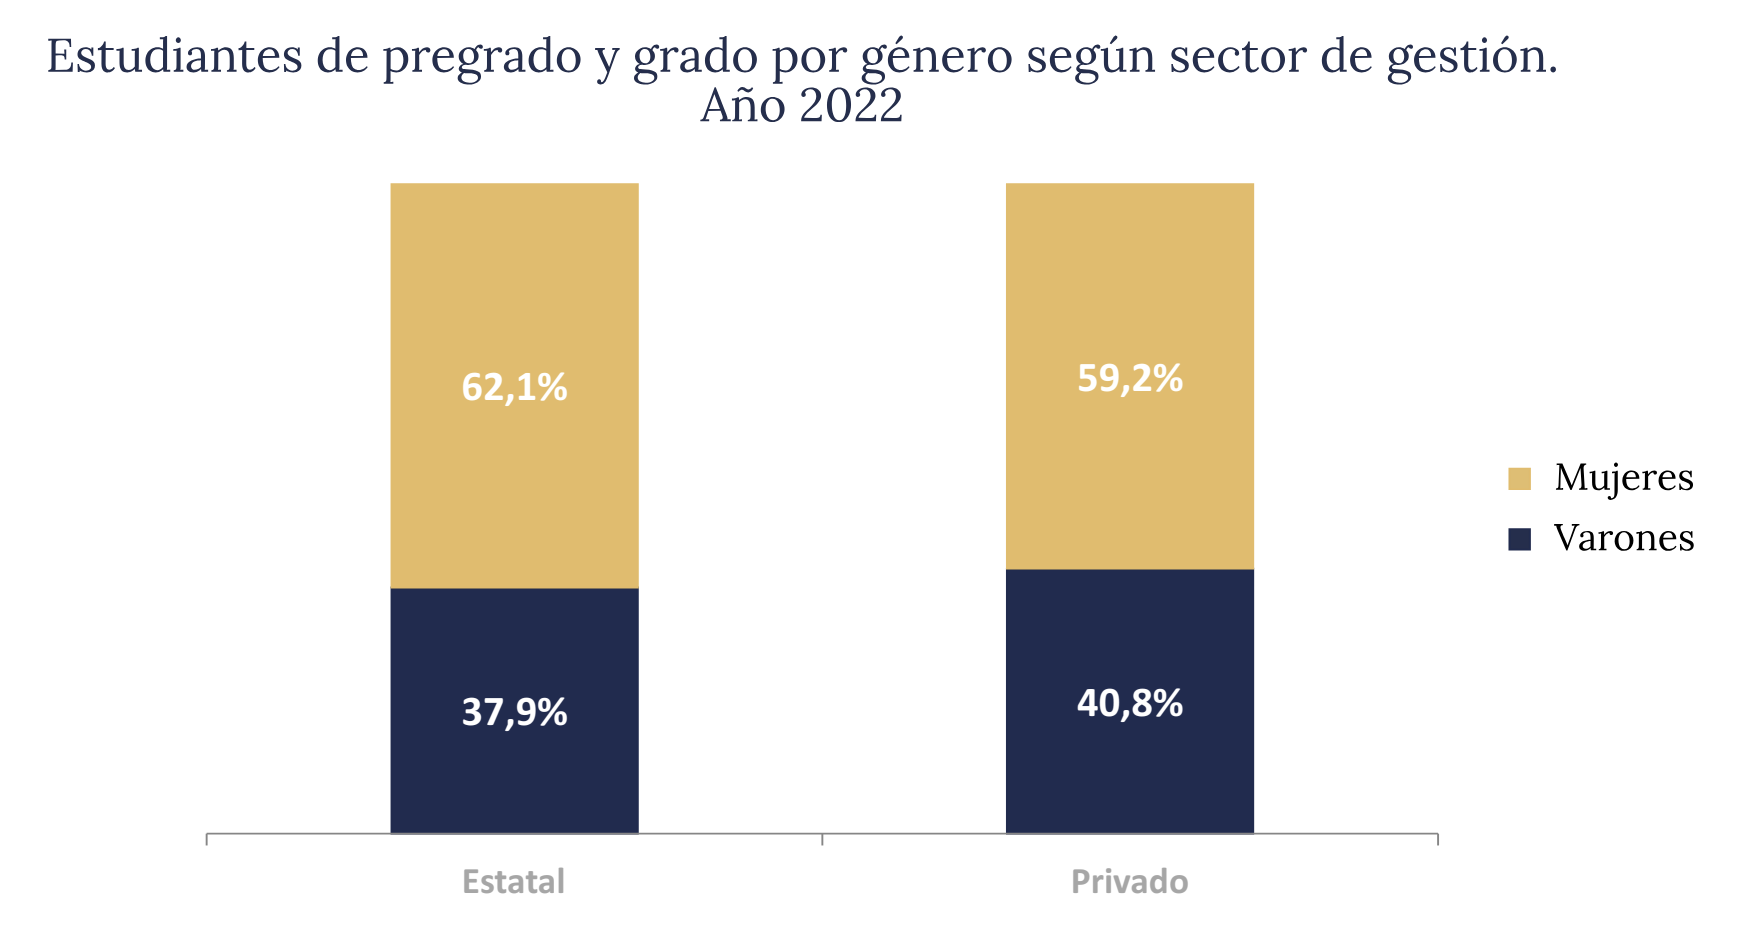 Estudiantes de pregrado y grado por género según sector de gestión.
Año 2022
62,1%
59,2%
37,9%
40,8%
Mujeres
Varones
Estatal
Privado